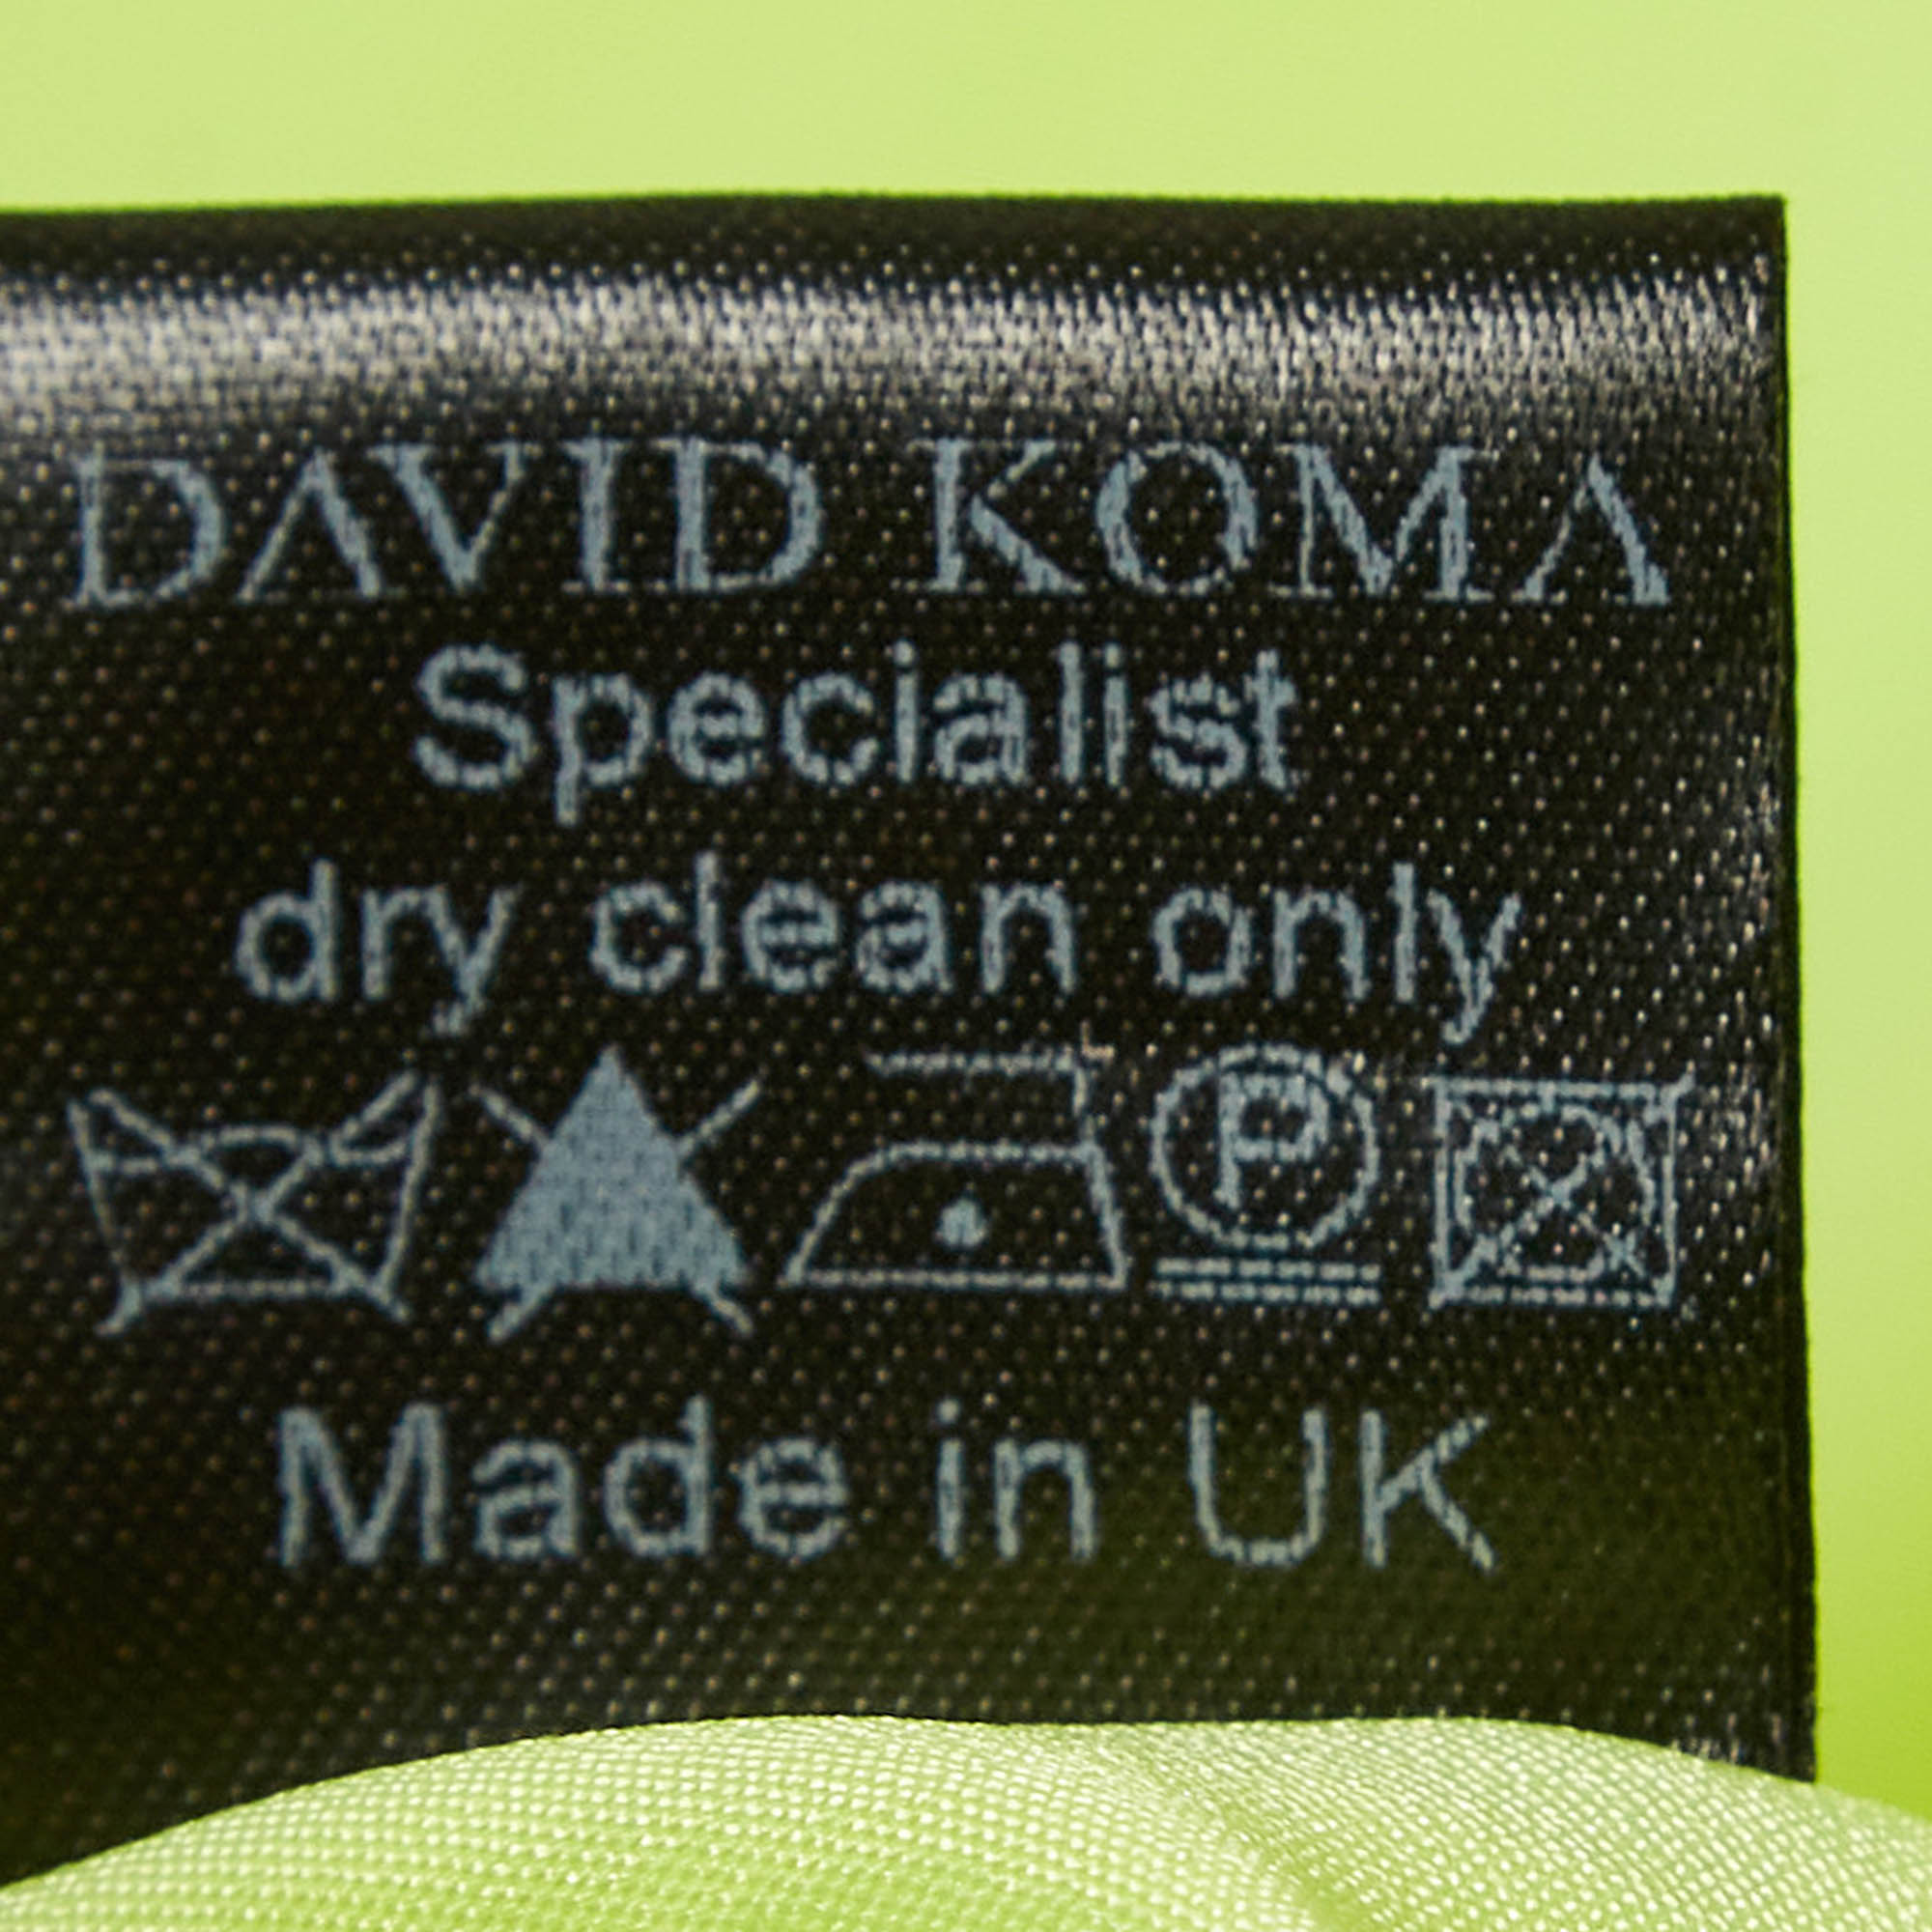 DAVID KOMA
Specialist
dry clean only
P
Made in UK